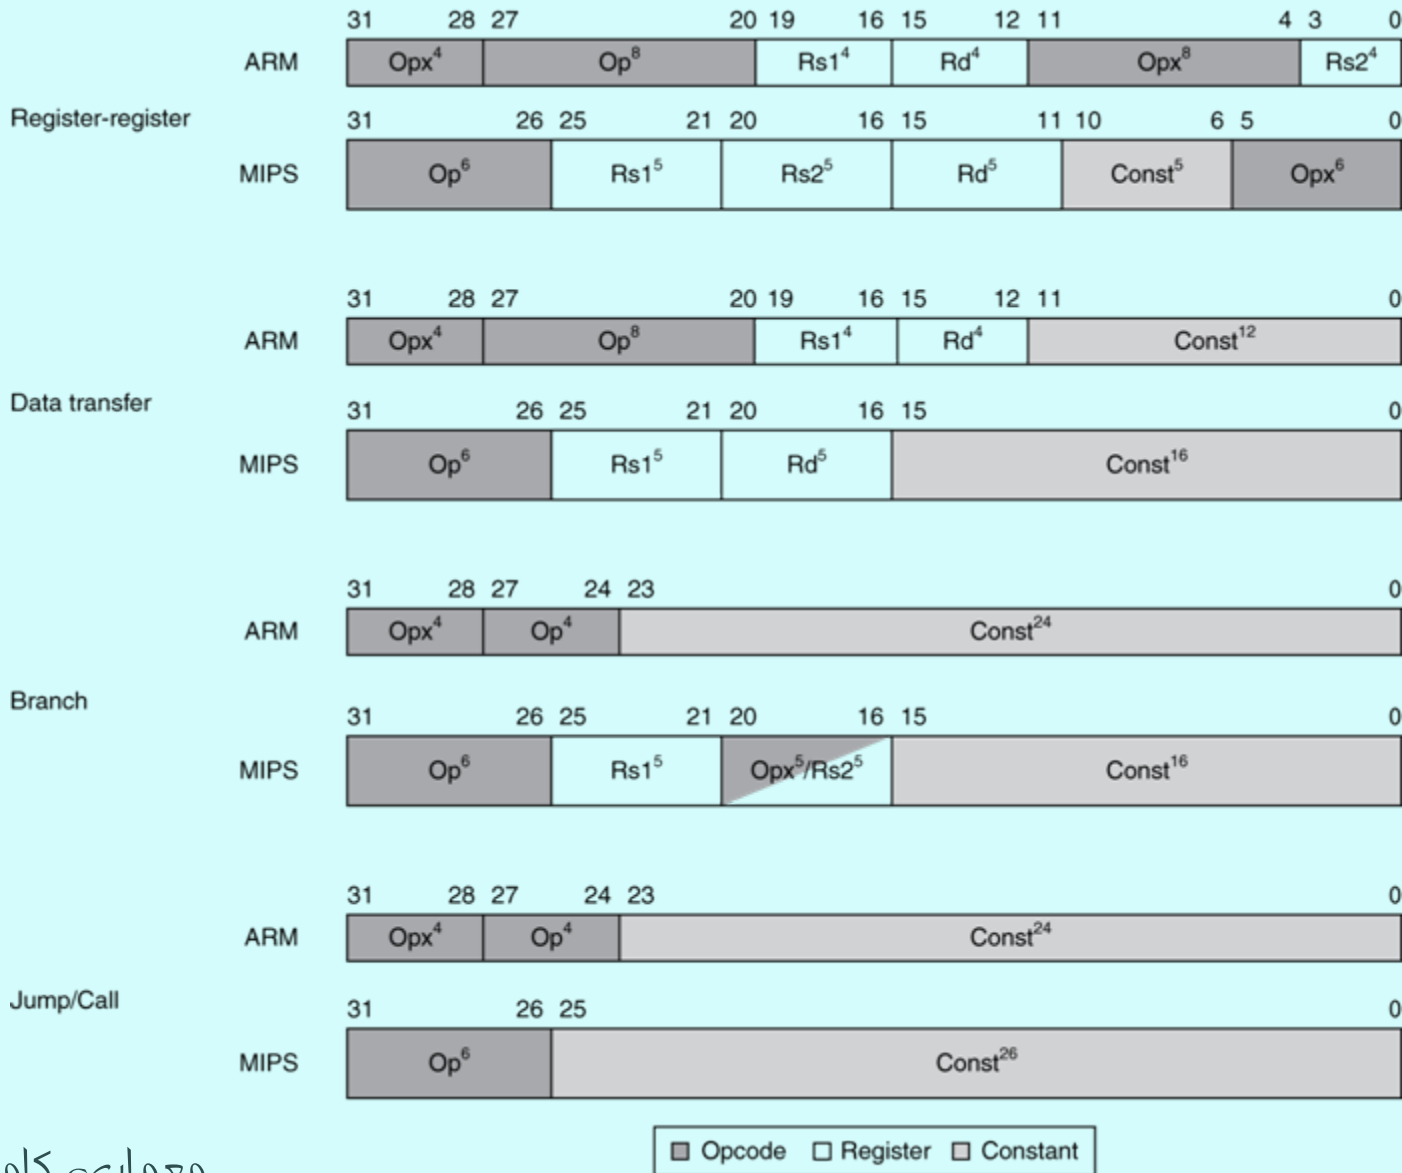 31 28 27 20 19 16 15 12 11 4 3 0
ARM Opx⁴ Op⁸ Rs1⁴ Rd⁴ Opx⁸ Rs2⁴
Register-register
31 26 25 21 20 16 15 11 10 6 5 0
MIPS Op⁶ Rs1⁵ Rs2⁵ Rd⁵ Const⁵ Opx⁶
31 28 27 20 19 16 15 12 11 0
ARM Opx⁴ Op⁸ Rs1⁴ Rd⁴ Const¹²
Data transfer
31 26 25 21 20 16 15 0
MIPS Op⁶ Rs1⁵ Rd⁵ Const¹⁶
31 28 27 24 23 0
ARM Opx⁴ Op⁴ Const²⁴
Branch
31 26 25 21 20 16 15 0
MIPS Op⁶ Rs1⁵ Opx⁵/Rs2⁵ Const¹⁶
31 28 27 24 23 0
ARM Opx⁴ Op⁴ Const²⁴
Jump/Call
31 26 25 0
MIPS Op⁶ Const²⁶
Opcode Register Constant
معماری